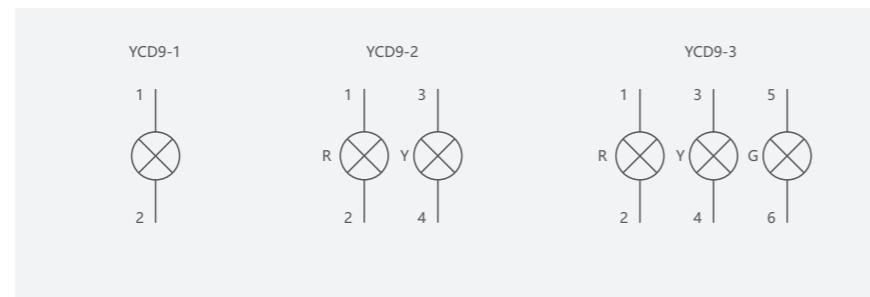 YCD9-1 YCD9-2 YCD9-3
1 1 3 1 3 5
R Y R Y G
2 2 4 2 4 6